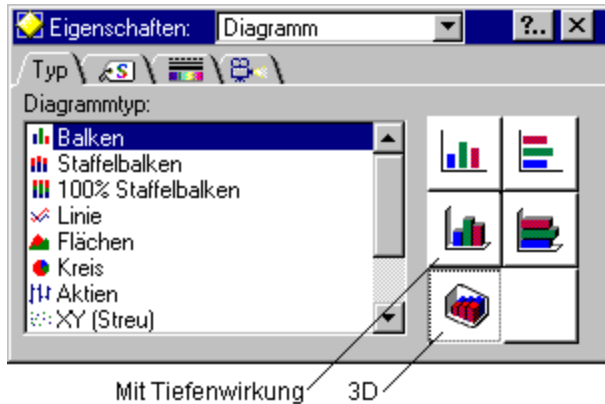 Eigenschaften: Diagramm ?..
Typ S
Diagrammtyp:
Balken
Staffelbalken
100% Staffelbalken
Linie
Flächen
Kreis
Aktien
XY (Streu)
Mit Tiefenwirkung 3D